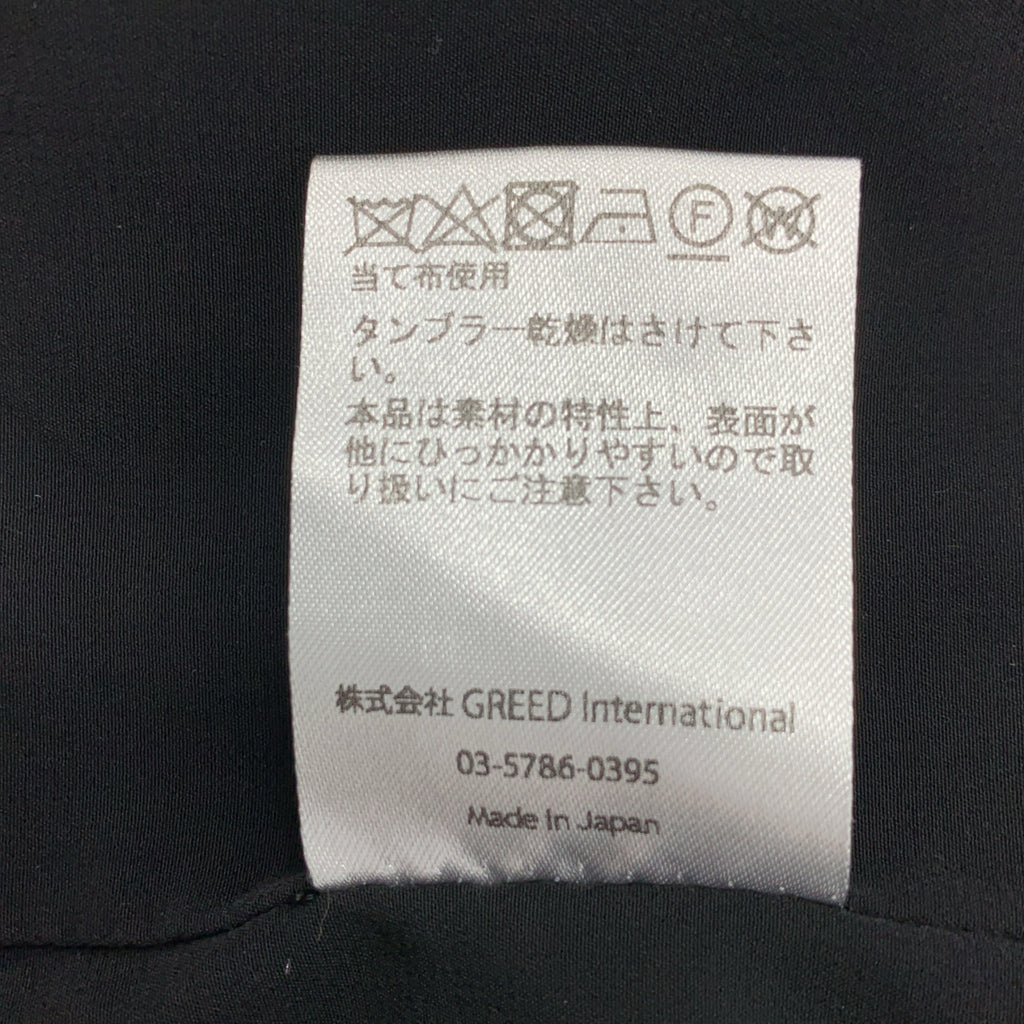 F W
当て布使用
タンブラー乾燥はさけて下さ
い。
本品は素材の特性上、表面が
他にひっかかりやすいので取
り扱いにご注意下さい。
株式会社 GREED International
03-5786-0395
Made in Japan